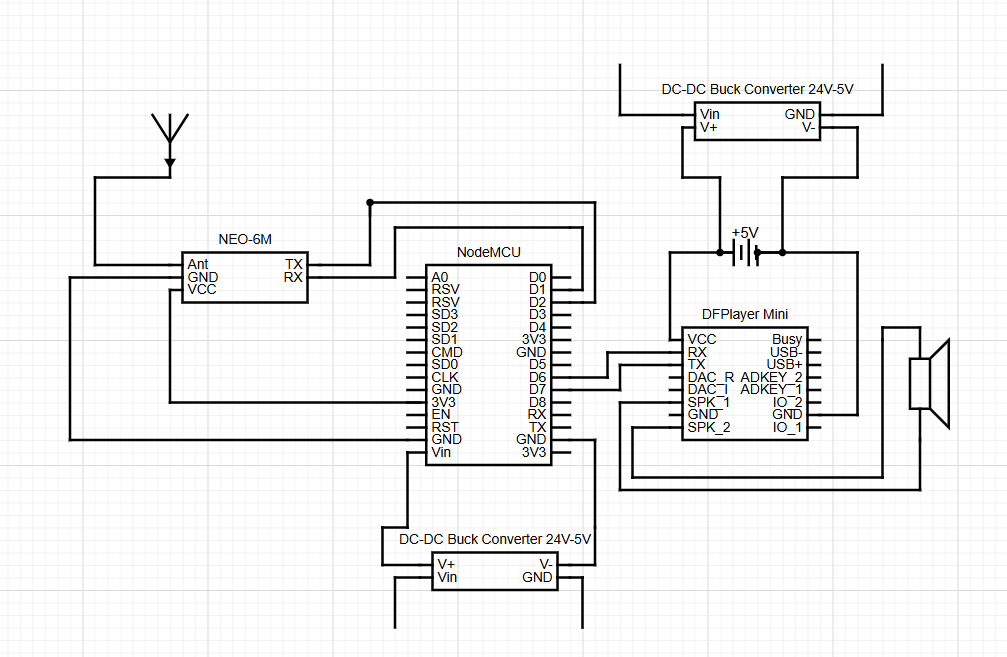 DC-DC Buck Converter 24V-5V
Vin GND
V+ V-
+5V
NEO-6M
Ant TX
GND RX
VCC
NodeMCU
A0 D0
RSV D1
RSV D2
SD3 D3
SD2 D4
SD1 3V3
CMD GND
SD0 D5
CLK D6
GND D7
3V3 D8
EN RX
RST TX
GND GND
Vin 3V3
DFPlayer Mini
VCC Busy
RX USB-
TX USB+
DAC_R ADKEY_2
DAC_I ADKEY_1
SPK_1 IO_2
GND GND
SPK_2 IO_1
DC-DC Buck Converter 24V-5V
V+ V-
Vin GND